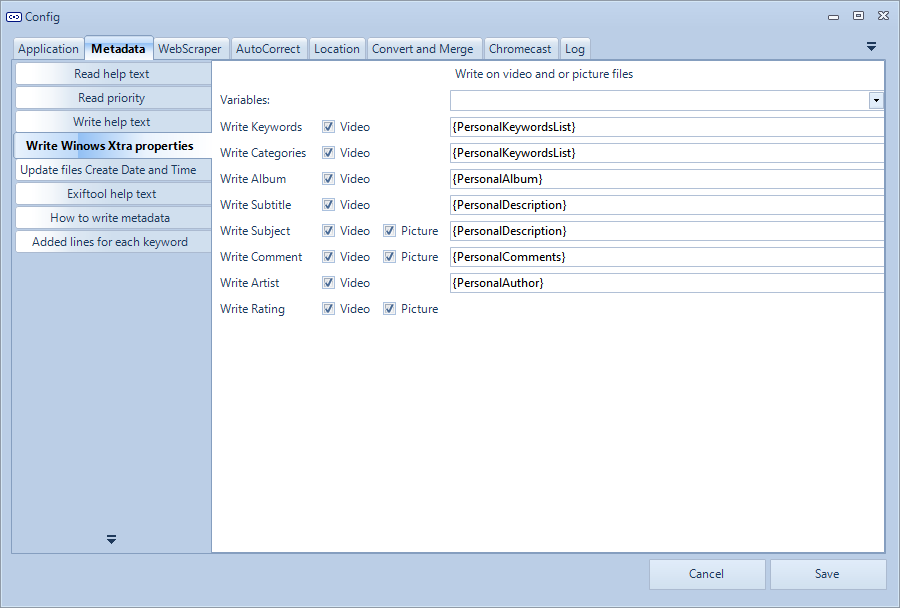 Config
Application Metadata WebScraper AutoCorrect Location Convert and Merge Chromecast Log
Read help text
Read priority
Write help text
Write Winows Xtra properties
Update files Create Date and Time
Exiftool help text
How to write metadata
Added lines for each keyword
Write on video and or picture files
Variables:
Write Keywords Video {PersonalKeywordsList}
Write Categories Video {PersonalKeywordsList}
Write Album Video {PersonalAlbum}
Write Subtitle Video {PersonalDescription}
Write Subject Video Picture {PersonalDescription}
Write Comment Video Picture {PersonalComments}
Write Artist Video {PersonalAuthor}
Write Rating Video Picture
Cancel Save